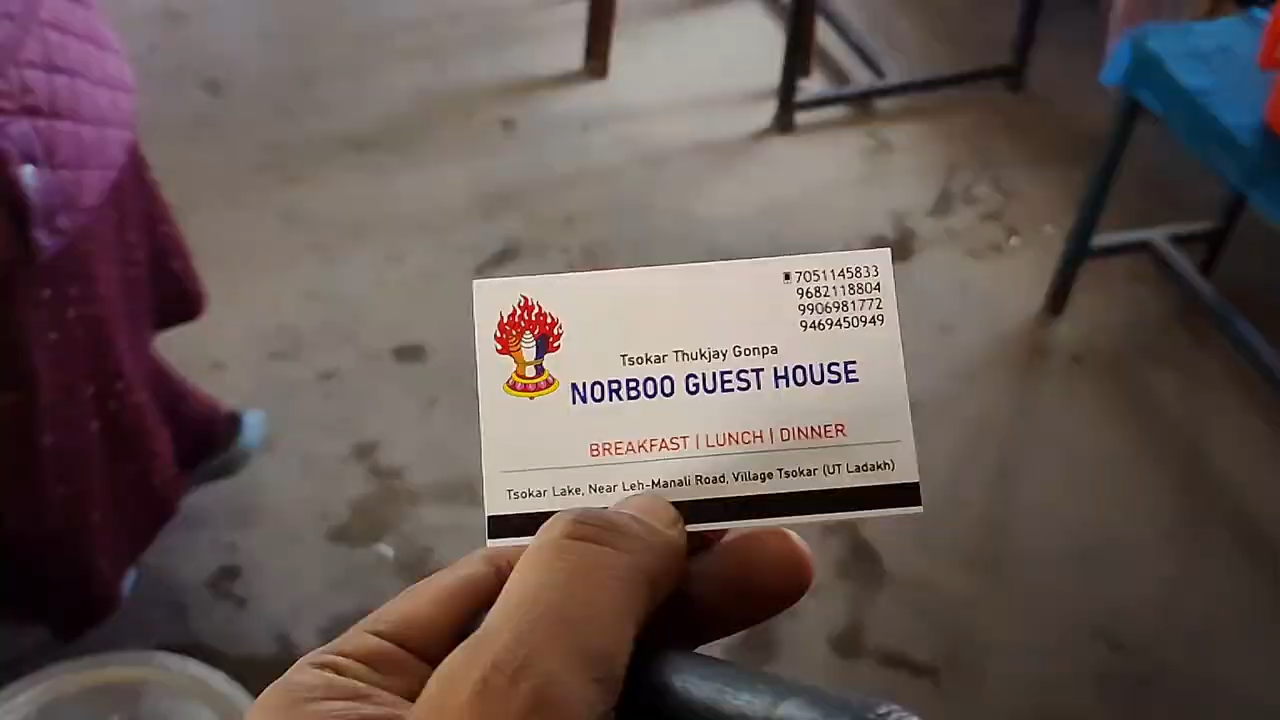 7051145833
9682118804
9906981772
9469450949
Tsokar Thukjay Gonpa
NORBOO GUEST HOUSE
BREAKFAST | LUNCH | DINNER
Tsokar Lake, Near Leh-Manali Road, Village Tsokar (UT Ladakh)